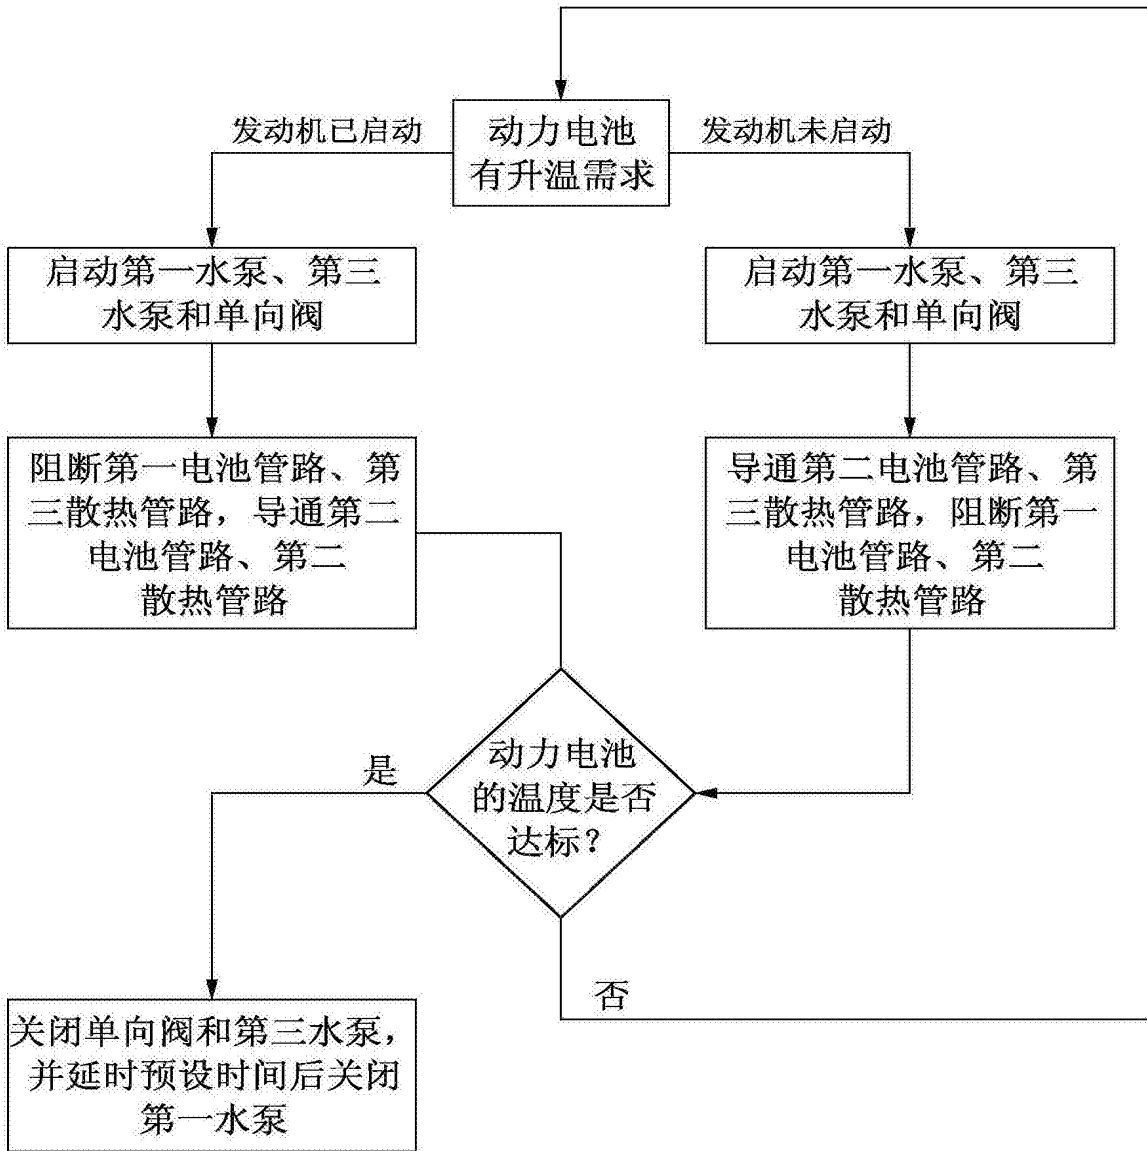 发动机已启动
动力电池
有升温需求
发动机未启动
启动第一水泵、第三
水泵和单向阀
启动第一水泵、第三
水泵和单向阀
阻断第一电池管路、第
三散热管路，导通第二
电池管路、第二
散热管路
导通第二电池管路、第
三散热管路，阻断第一
电池管路、第二
散热管路
动力电池
的温度是否
达标？
是
否
关闭单向阀和第三水泵，
并延时预设时间后关闭
第一水泵